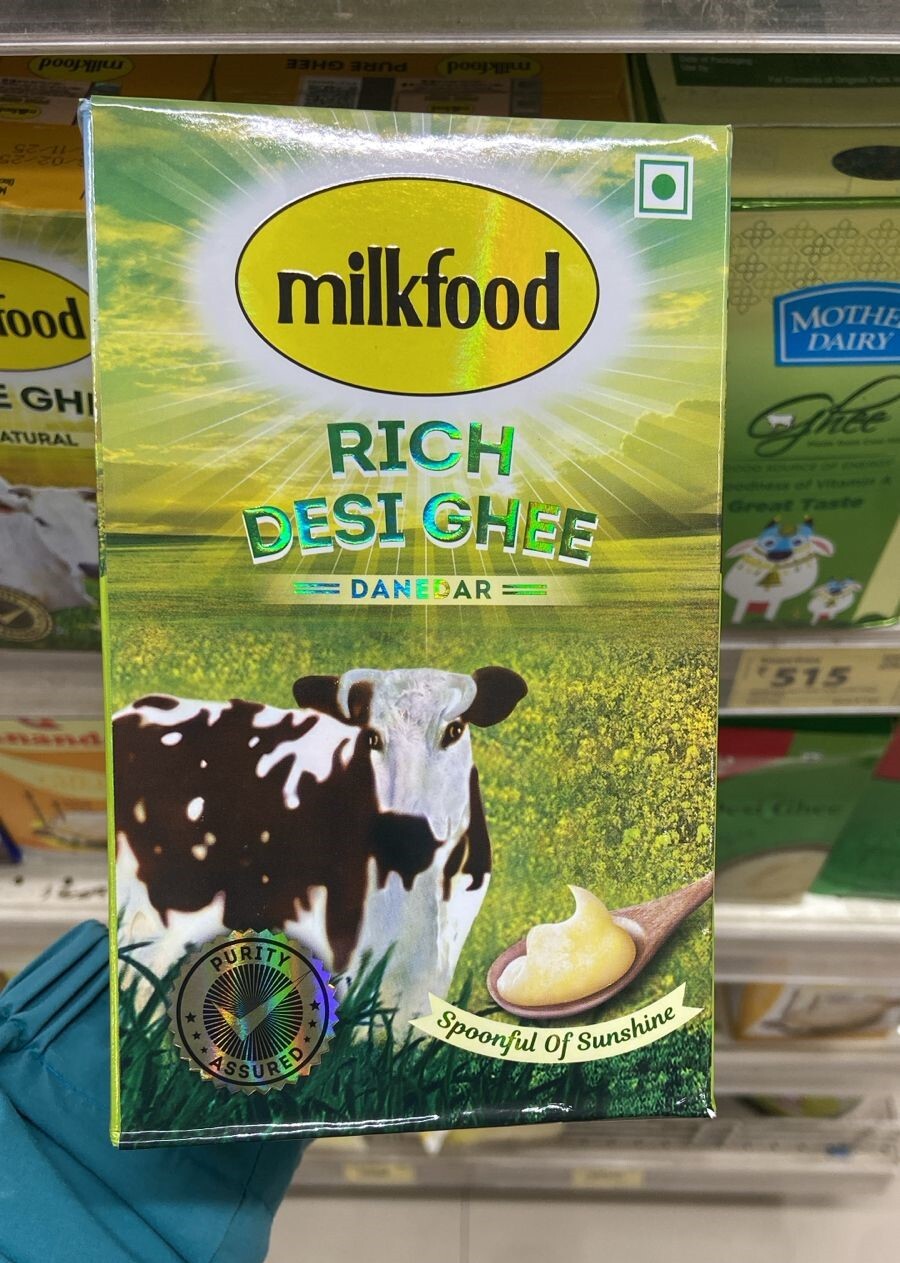 milkfood
PURE GHEE
milkfood
milkfood
RICH
DESI GHEE
DANEDAR
PURITY
ASSURED
Spoonful Of Sunshine
food
E GHE
ATURAL
MOTHE
DAIRY
Ghee
Great Taste
₹515